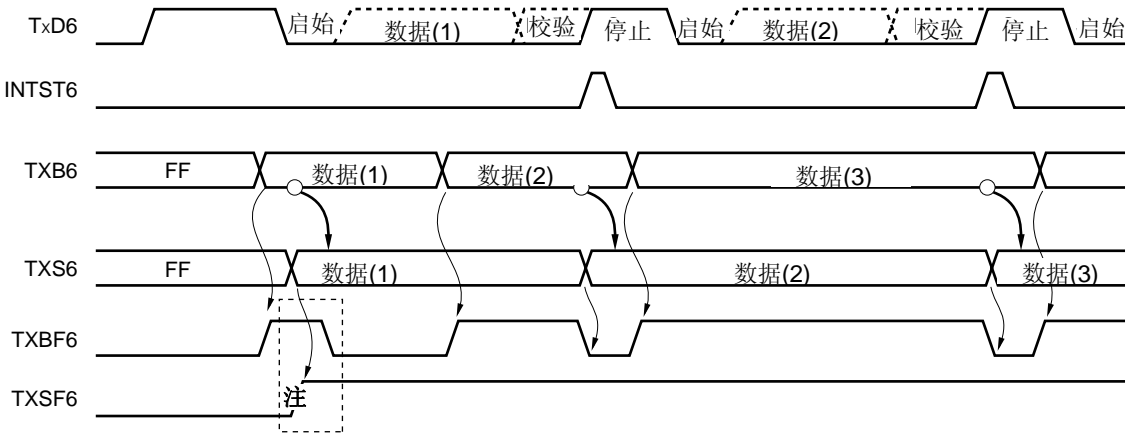 TxD6 启始 数据(1) 校验 停止 启始 数据(2) 校验 停止 启始
INTST6
TXB6 FF 数据(1) 数据(2) 数据(3)
TXS6 FF 数据(1) 数据(2) 数据(3)
TXBF6
TXSF6 注